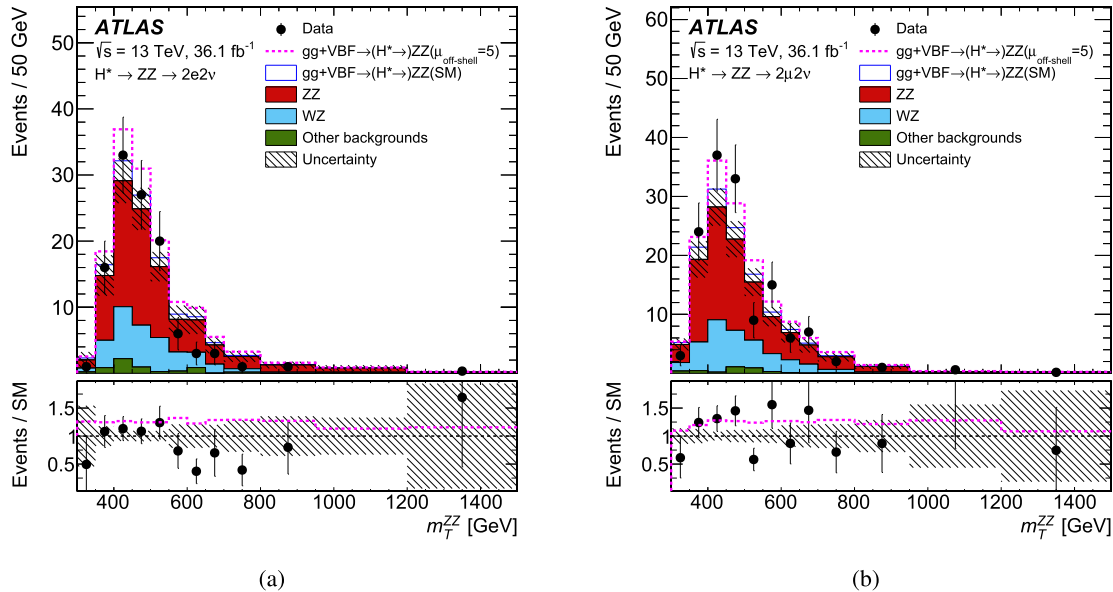 ATLAS
√s = 13 TeV, 36.1 fb⁻¹
H* → ZZ → 2e2ν
Data
gg+VBF→(H*→)ZZ(μoff-shell=5)
gg+VBF→(H*→)ZZ(SM)
ZZ
WZ
Other backgrounds
Uncertainty
Events / 50 GeV
50
40
30
20
10
Events / SM
1.5
1
0.5
400 600 800 1000 1200 1400
m_T^ZZ [GeV]
(a)
ATLAS
√s = 13 TeV, 36.1 fb⁻¹
H* → ZZ → 2μ2ν
Data
gg+VBF→(H*→)ZZ(μoff-shell=5)
gg+VBF→(H*→)ZZ(SM)
ZZ
WZ
Other backgrounds
Uncertainty
Events / 50 GeV
60
50
40
30
20
10
Events / SM
1.5
1
0.5
400 600 800 1000 1200 1400
m_T^ZZ [GeV]
(b)